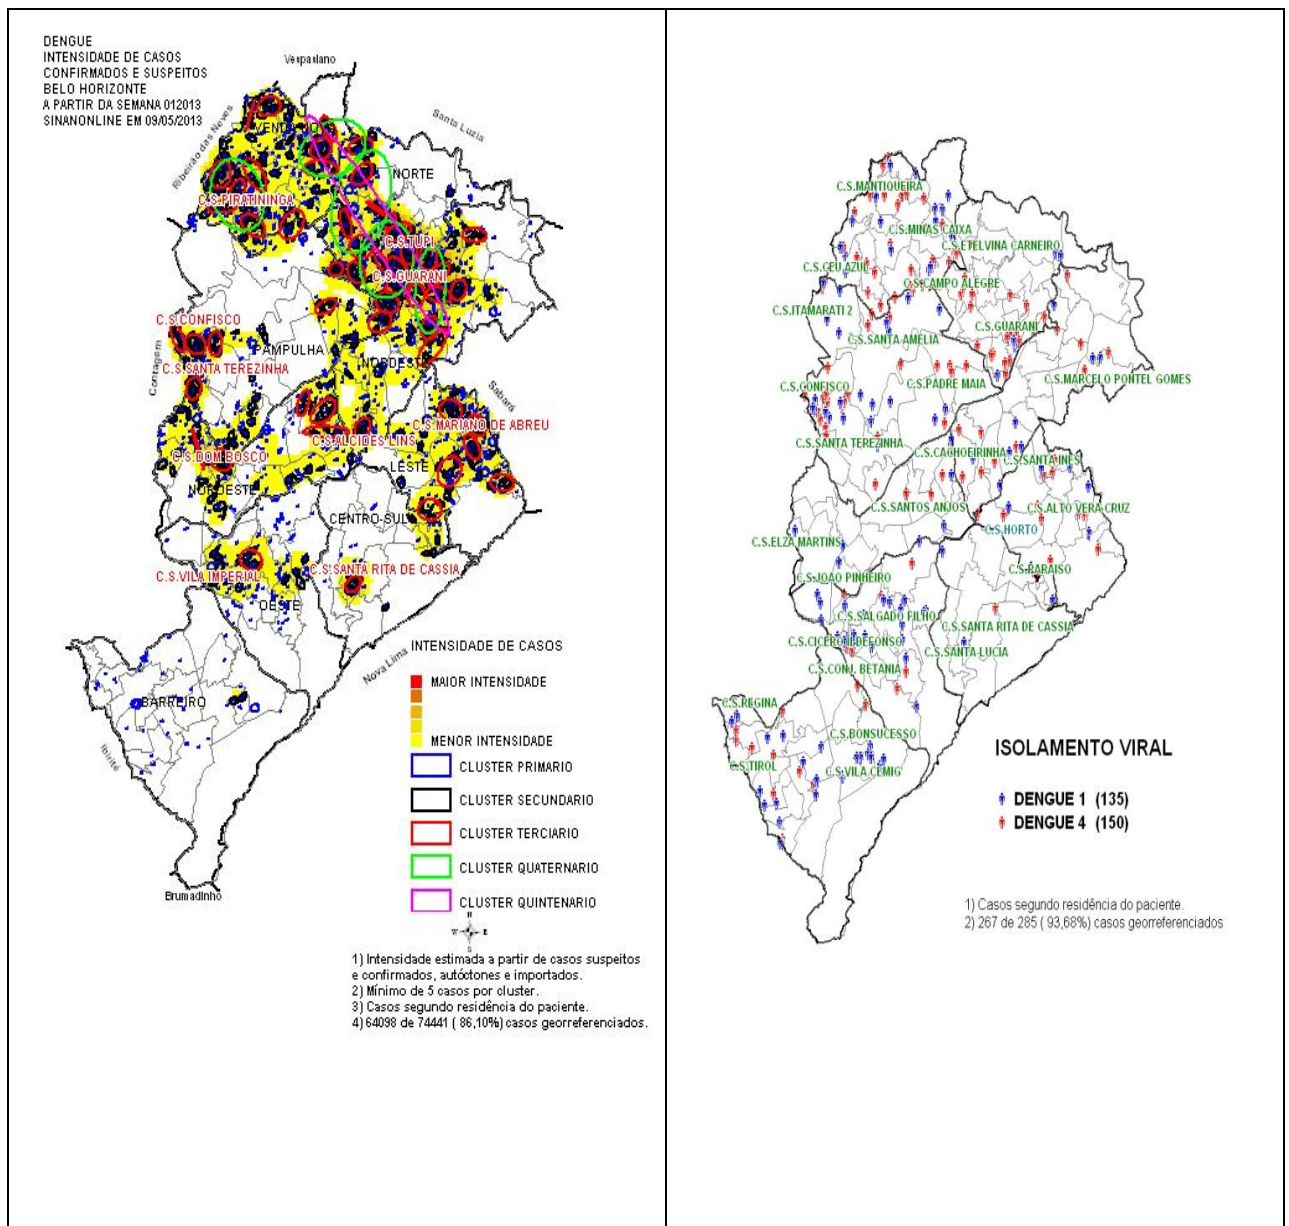 DENGUE
INTENSIDADE DE CASOS
CONFIRMADOS E SUSPEITOS
BELO HORIZONTE
A PARTIR DA SEMANA 012013
SINANONLINE EM 09/05/2013
Vespasiano
Santa Luzia
Ribeirão das Neves
NORTE
C.S.PIRATININGA
C.S.TUPI
C.S.GUARANI
C.S.CONFISCO
PAMPULHA
NORDESTE
C.S.SANTA TEREZINHA
Contagem
Sabará
C.S.MARIANO DE ABREU
C.S.ALCIDES LINS
C.S.DOM BOSCO
LESTE
NOROESTE
CENTRO-SUL
C.S.VILA IMPERIAL
C.S.SANTA RITA DE CASSIA
OESTE
Nova Lima
BARREIRO
Ibirité
Brumadinho
INTENSIDADE DE CASOS
MAIOR INTENSIDADE
MENOR INTENSIDADE
CLUSTER PRIMARIO
CLUSTER SECUNDARIO
CLUSTER TERCIARIO
CLUSTER QUATERNARIO
CLUSTER QUINTENARIO
N
W E
S
1) Intensidade estimada a partir de casos suspeitos
e confirmados, autóctones e importados.
2) Mínimo de 5 casos por cluster.
3) Casos segundo residência do paciente.
4) 64098 de 74441 ( 86,10%) casos georreferenciados.
C.S.MANTIQUEIRA
C.S.MINAS CAIXA
C.S.ETELVINA CARNEIRO
C.S.CEU AZUL
C.S.CAMPO ALEGRE
C.S.ITAMARATI 2
C.S.GUARANI
C.S.SANTA AMELIA
C.S.MARCELO PONTEL GOMES
C.S.CONFISCO
C.S.PADRE MAIA
C.S.SANTA TEREZINHA
C.S.CACHOEIRINHA
C.S.SANTA INES
C.S.SANTOS ANJOS
C.S.ALTO VERA CRUZ
C.S.HORTO
C.S.ELZA MARTINS
C.S.PARAISO
C.S.JOAO PINHEIRO
C.S.SALGADO FILHO
C.S.SANTA RITA DE CASSIA
C.S.CICERO ILDEFONSO
C.S.SANTA LUCIA
C.S.CONJ. BETANIA
C.S.REGINA
C.S.BONSUCESSO
C.S.TIROL
C.S.VILA CEMIG
ISOLAMENTO VIRAL
DENGUE 1 (135)
DENGUE 4 (150)
1) Casos segundo residência do paciente.
2) 267 de 285 ( 93,68%) casos georreferenciados